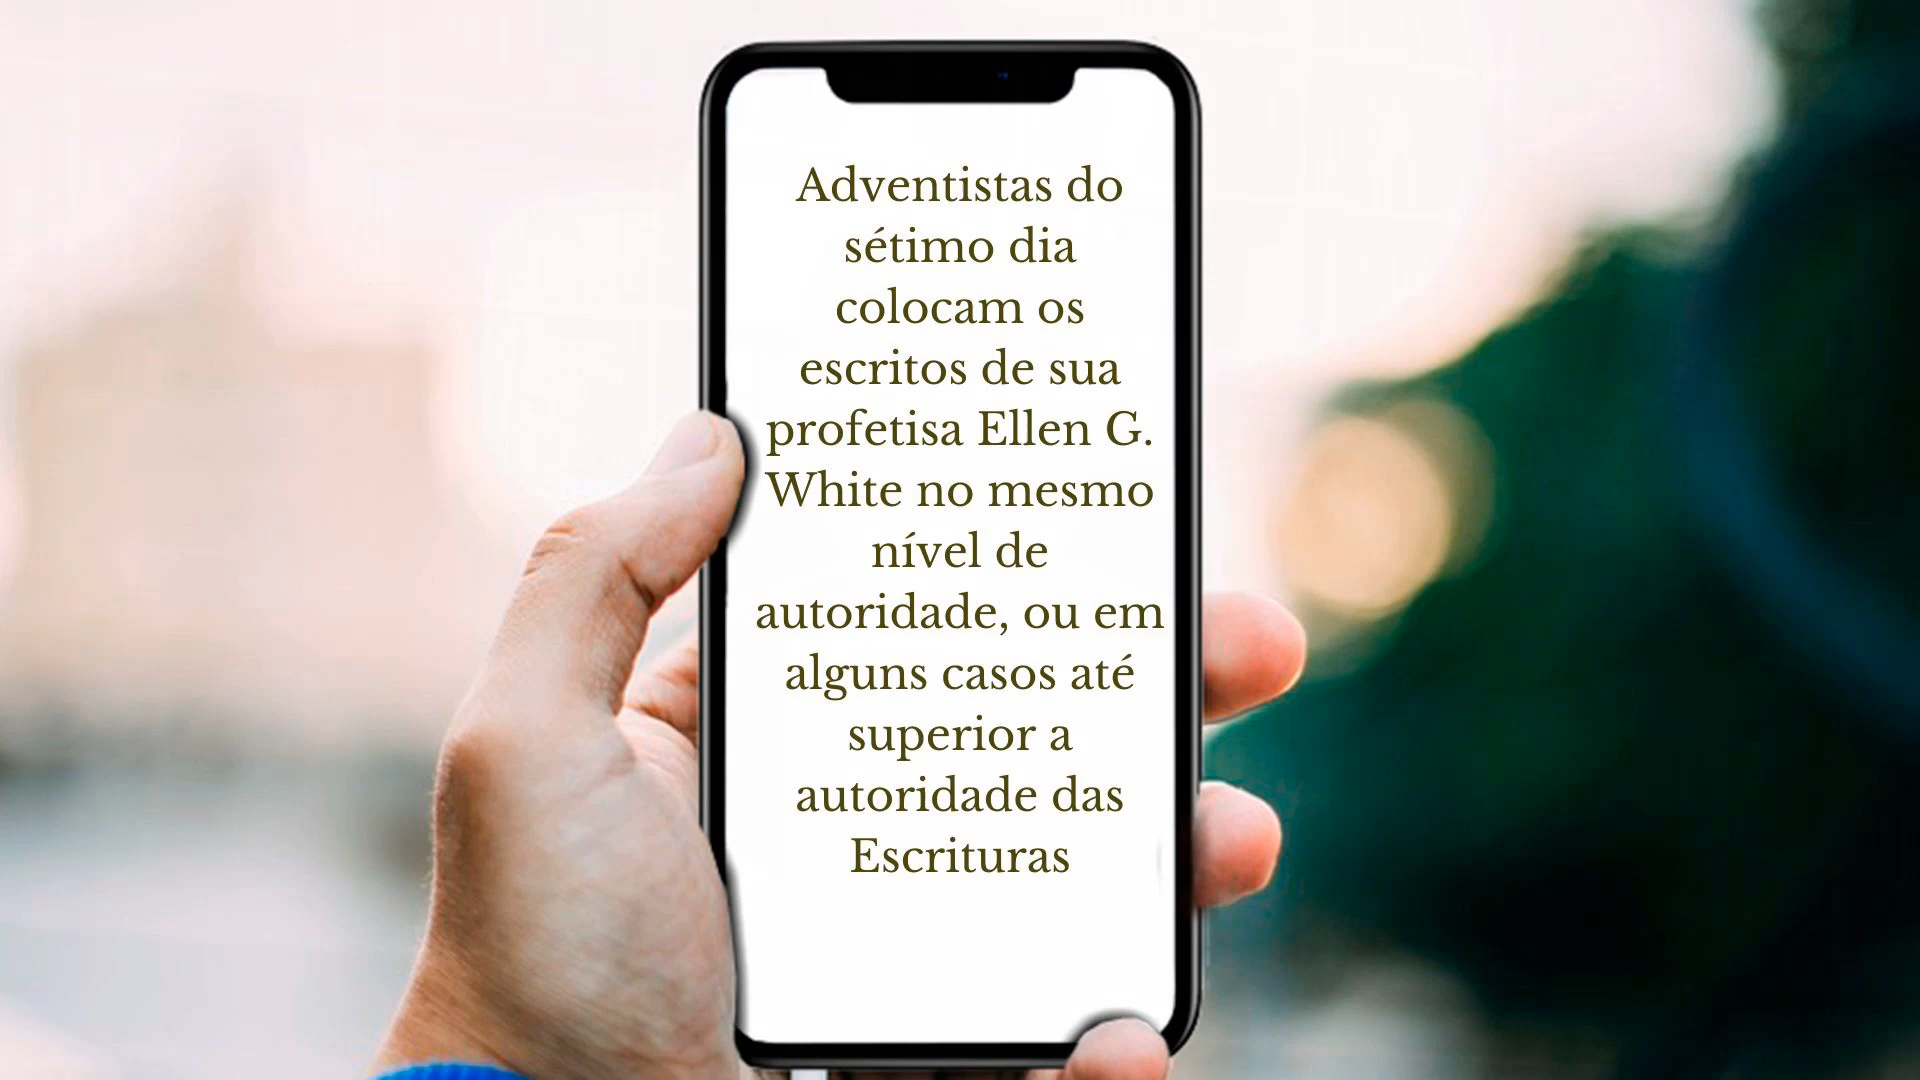 Adventistas do
sétimo dia
colocam os
escritos de sua
profetisa Ellen G.
White no mesmo
nível de
autoridade, ou em
alguns casos até
superior a
autoridade das
Escrituras